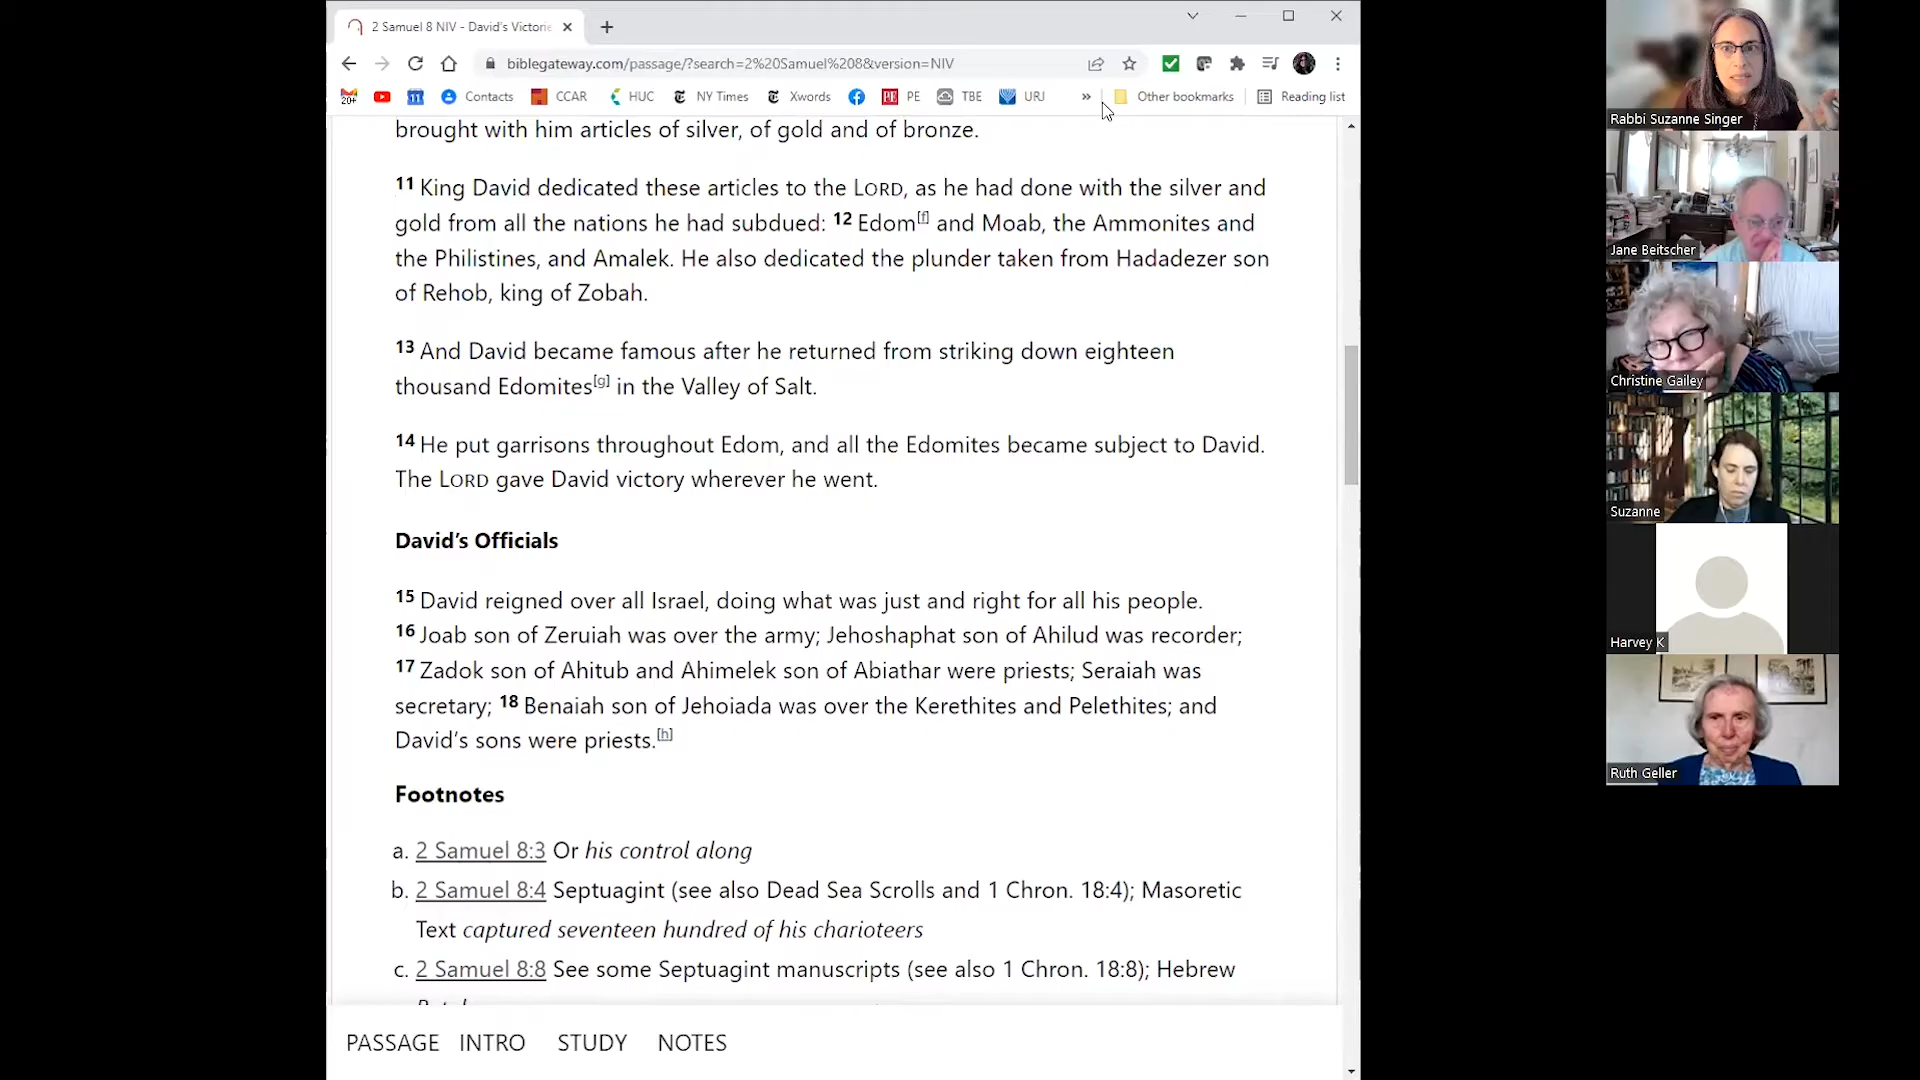 2 Samuel 8 NIV - David's Victorie
biblegateway.com/passage/?search=2%20Samuel%208&version=NIV
20+
11
Contacts
CCAR
HUC
NY Times
Xwords
PE
PE
TBE
URJ
»
Other bookmarks
Reading list
brought with him articles of silver, of gold and of bronze.
11 King David dedicated these articles to the LORD, as he had done with the silver and
gold from all the nations he had subdued: 12 Edom[f] and Moab, the Ammonites and
the Philistines, and Amalek. He also dedicated the plunder taken from Hadadezer son
of Rehob, king of Zobah.
13 And David became famous after he returned from striking down eighteen
thousand Edomites[g] in the Valley of Salt.
14 He put garrisons throughout Edom, and all the Edomites became subject to David.
The LORD gave David victory wherever he went.
David's Officials
15 David reigned over all Israel, doing what was just and right for all his people.
16 Joab son of Zeruiah was over the army; Jehoshaphat son of Ahilud was recorder;
17 Zadok son of Ahitub and Ahimelek son of Abiathar were priests; Seraiah was
secretary; 18 Benaiah son of Jehoiada was over the Kerethites and Pelethites; and
David's sons were priests.[h]
Footnotes
a. 2 Samuel 8:3 Or his control along
b. 2 Samuel 8:4 Septuagint (see also Dead Sea Scrolls and 1 Chron. 18:4); Masoretic
Text captured seventeen hundred of his charioteers
c. 2 Samuel 8:8 See some Septuagint manuscripts (see also 1 Chron. 18:8); Hebrew
PASSAGE INTRO STUDY NOTES
Rabbi Suzanne Singer
Jane Beitscher
Christine Gailey
Suzanne
Harvey K
Ruth Geller